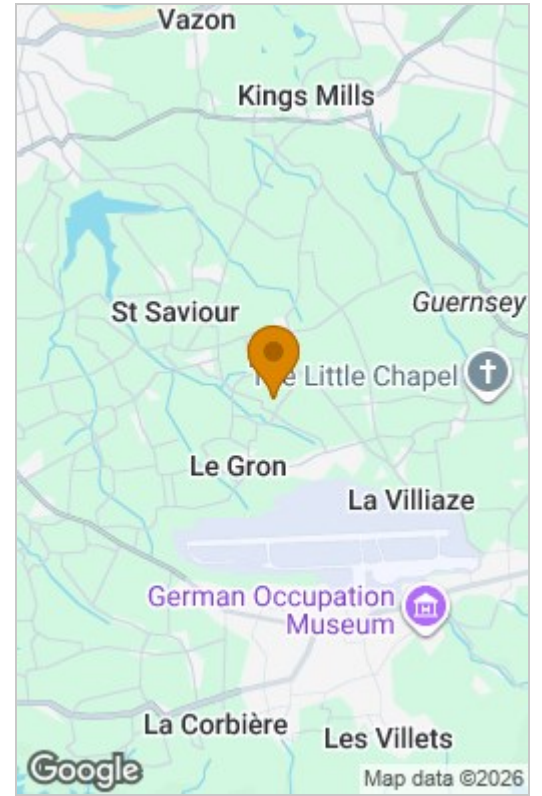 Vazon
Kings Mills
St Saviour
Guernsey
The Little Chapel
Le Gron
La Villiaze
German Occupation
Museum
La Corbière
Les Villets
Google
Map data ©2026